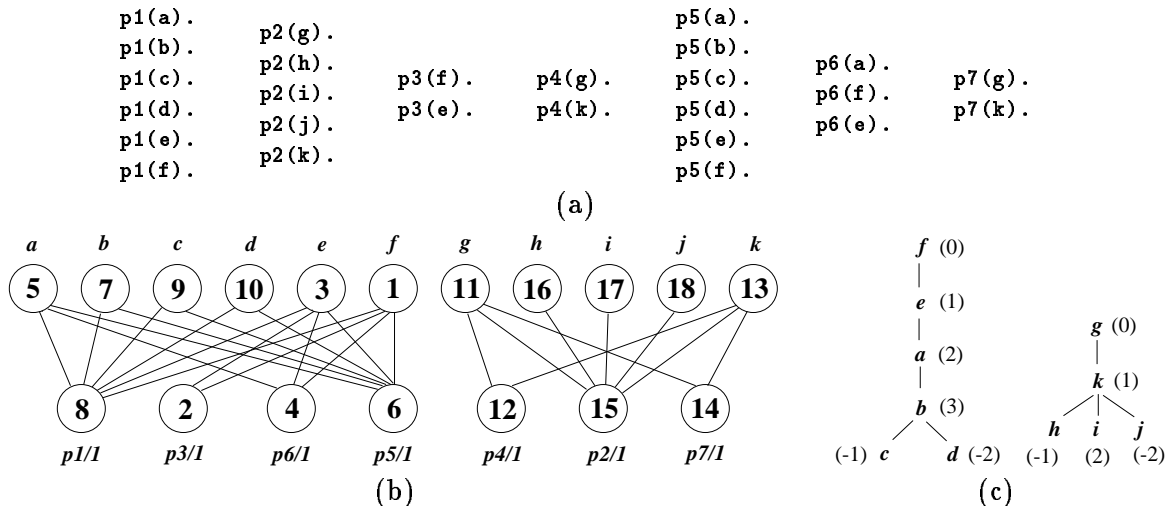 p1(a).
p1(b).
p1(c).
p1(d).
p1(e).
p1(f).
p2(g).
p2(h).
p2(i).
p2(j).
p2(k).
p3(f).
p3(e).
p4(g).
p4(k).
p5(a).
p5(b).
p5(c).
p5(d).
p5(e).
p5(f).
p6(a).
p6(f).
p6(e).
p7(g).
p7(k).
(a)
a b c d e f g h i j k
5 7 9 10 3 1 11 16 17 18 13
8 2 4 6 12 15 14
p1/1 p3/1 p6/1 p5/1 p4/1 p2/1 p7/1
(b)
f (0)
e (1)
a (2)
b (3)
(-1) c d (-2)
g (0)
k (1)
h i j
(-1) (2) (-2)
(c)